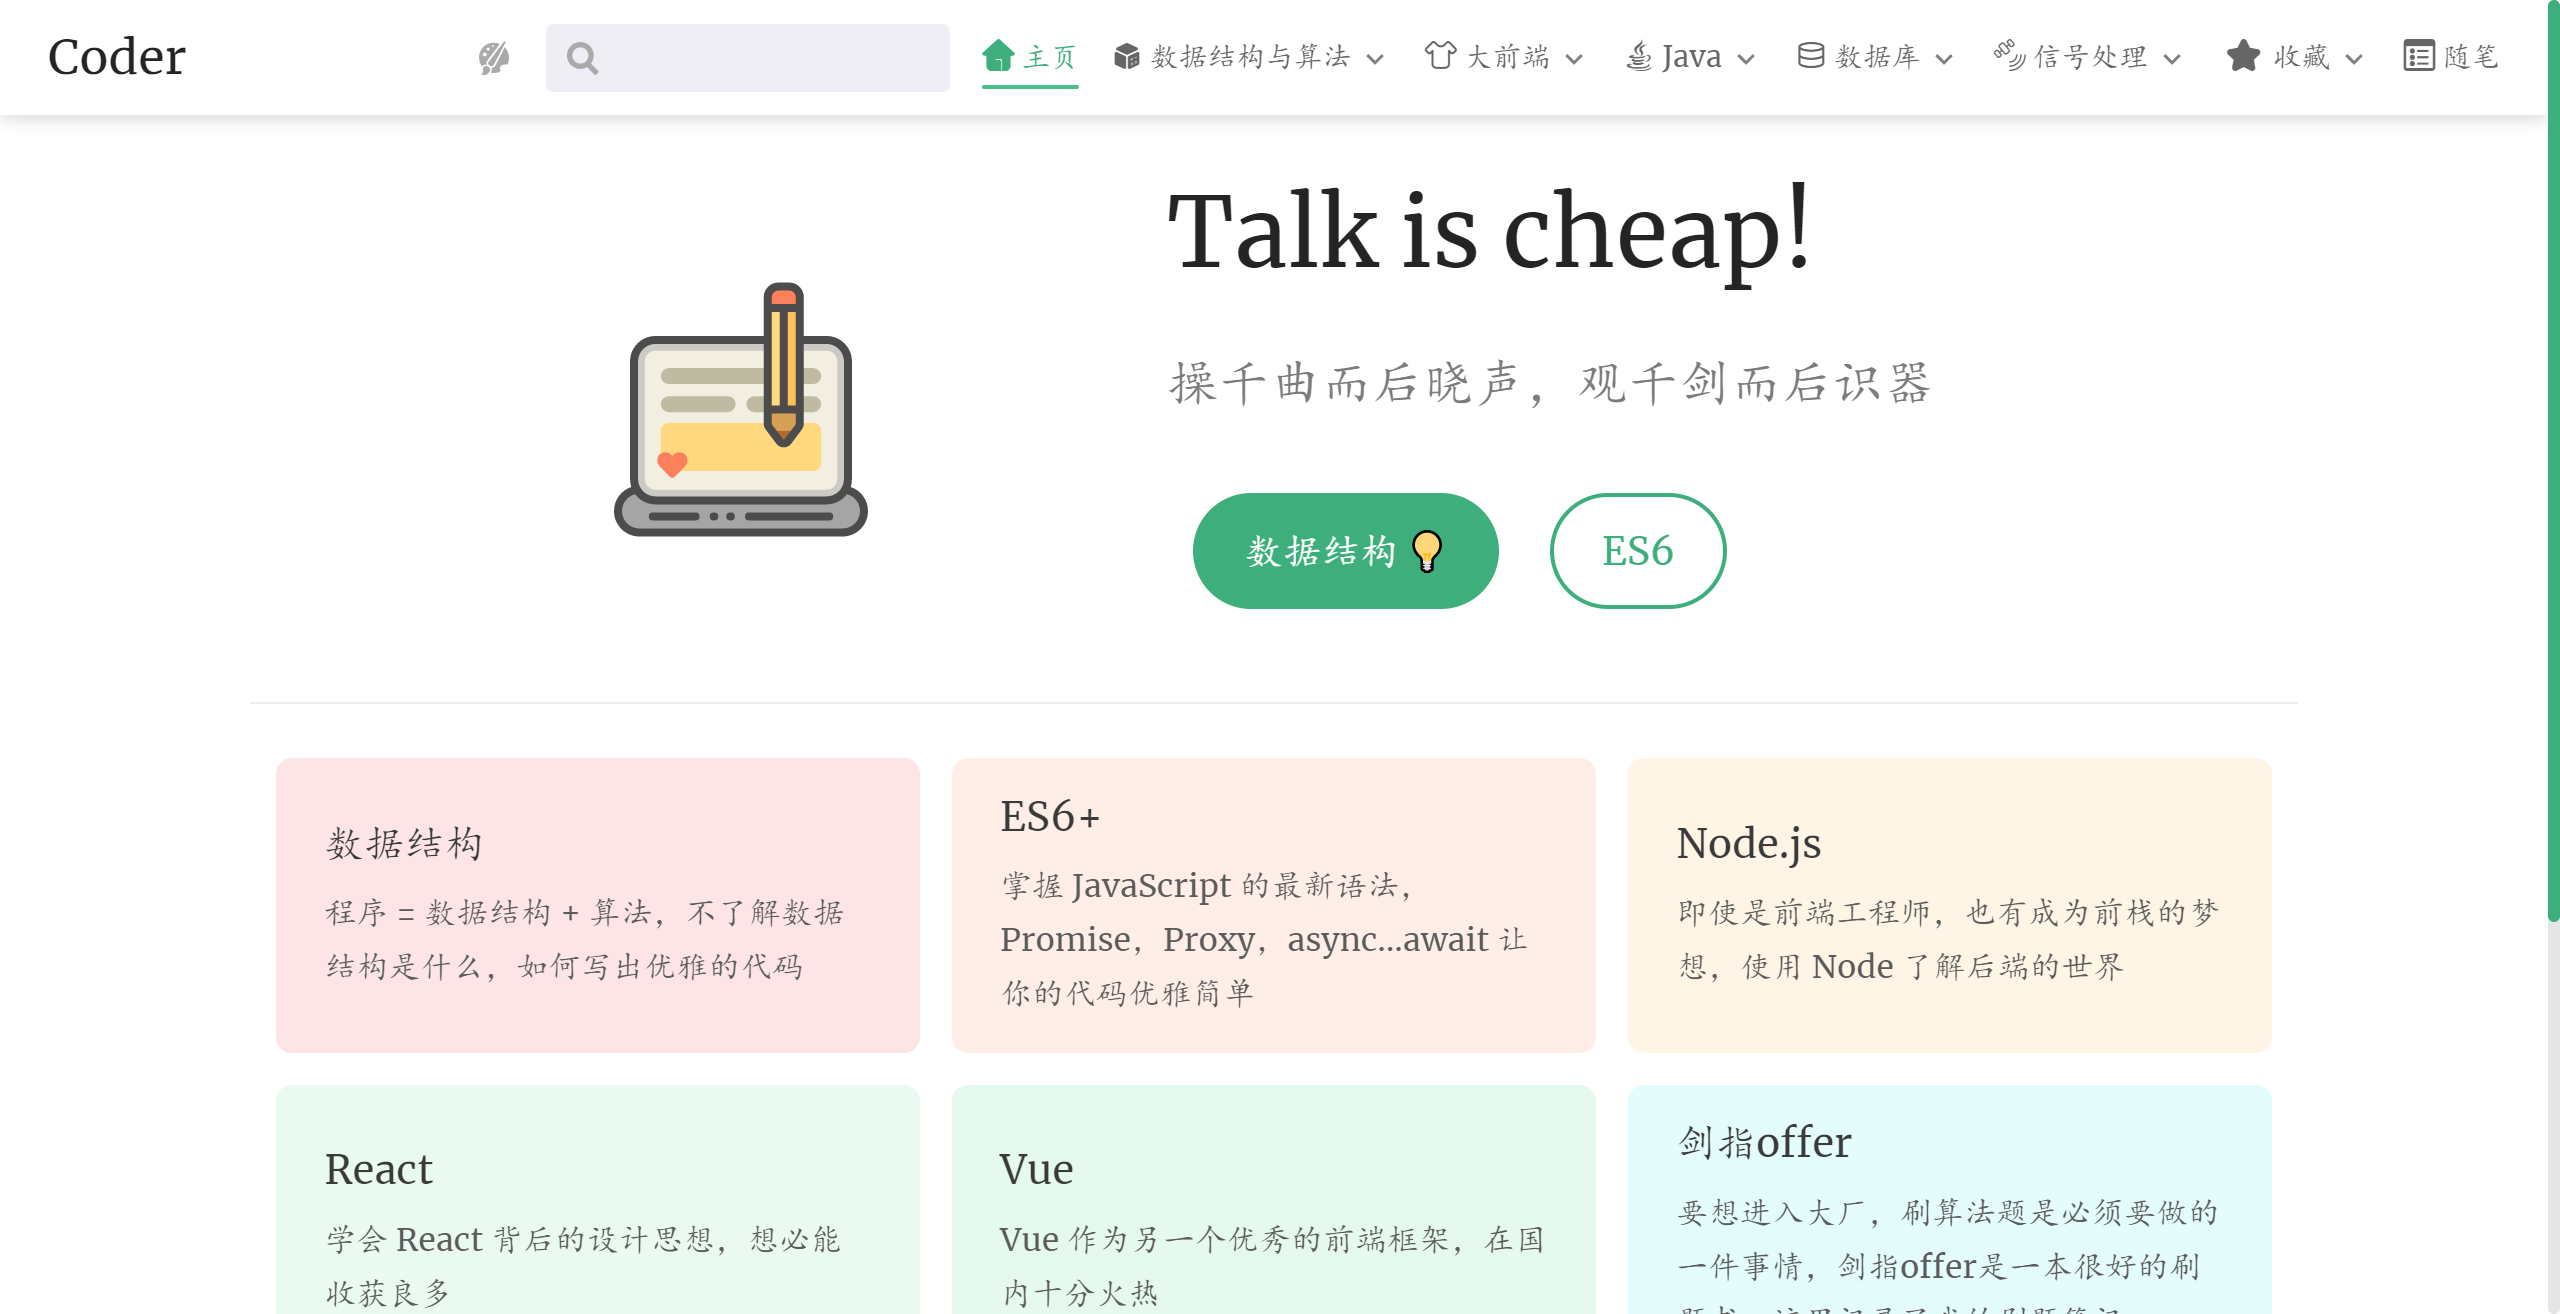 Coder
主页
数据结构与算法
大前端
Java
数据库
信号处理
收藏
随笔
Talk is cheap!
操千曲而后晓声，观千剑而后识器
数据结构 💡
ES6
数据结构
程序 = 数据结构 + 算法，不了解数据
结构是什么，如何写出优雅的代码
ES6+
掌握 JavaScript 的最新语法，
Promise，Proxy，async...await 让
你的代码优雅简单
Node.js
即使是前端工程师，也有成为前栈的梦
想，使用 Node 了解后端的世界
React
学会 React 背后的设计思想，想必能
收获良多
Vue
Vue 作为另一个优秀的前端框架，在国
内十分火热
剑指offer
要想进入大厂，刷算法题是必须要做的
一件事情，剑指offer是一本很好的刷